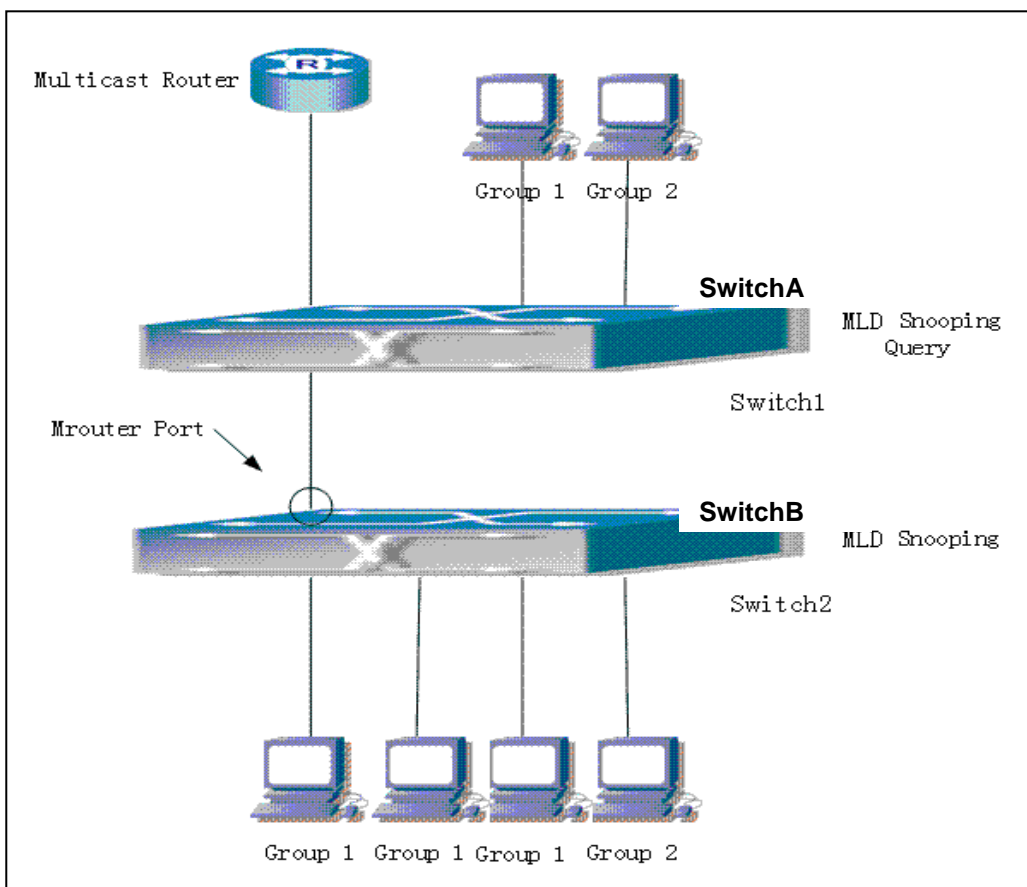 R
Multicast Router
Group 1 Group 2
SwitchA
MLD Snooping
Query
Switch1
Mrouter Port
SwitchB
MLD Snooping
Switch2
Group 1 Group 1 Group 1 Group 2